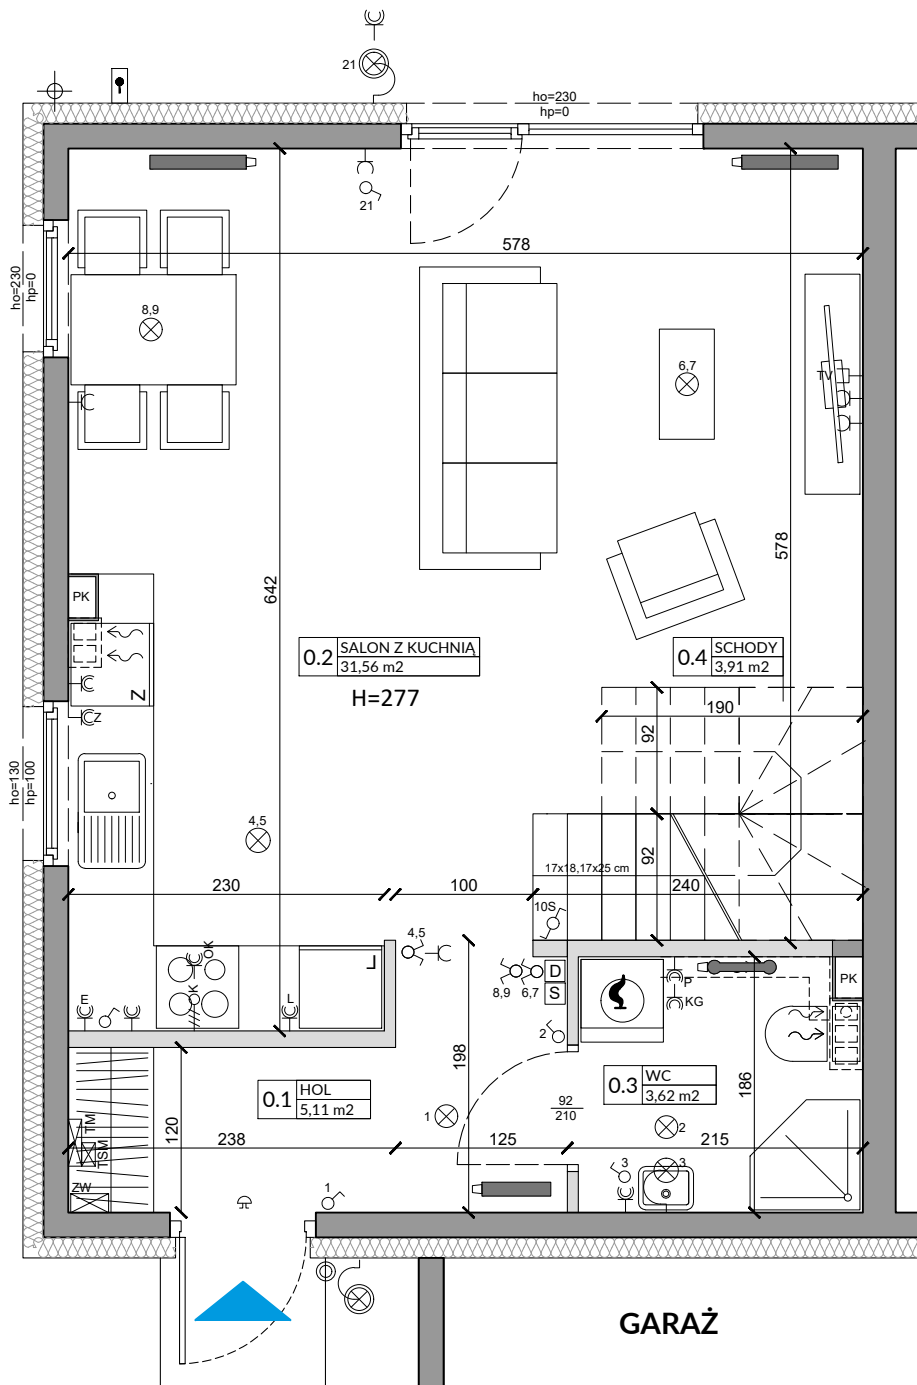 21
ho=230
hp=0
21
578
ho=230
hp=0
8,9
6,7
TV
578
642
PK
0.2 SALON Z KUCHNIĄ
31,56 m2
H=277
0.4 SCHODY
3,91 m2
Z
Z
190
92
ho=130
hp=100
4,5
92
17x18,17x25 cm
230
100
240
10S
4,5
OK
K
E
L
8,9
6,7
D
S
P
KG
PK
2
198
186
0.1 HOL
5,11 m2
0.3 WC
3,62 m2
92
210
1
2
120
TM
TSM
238
125
215
3
3
ZW
1
GARAŻ